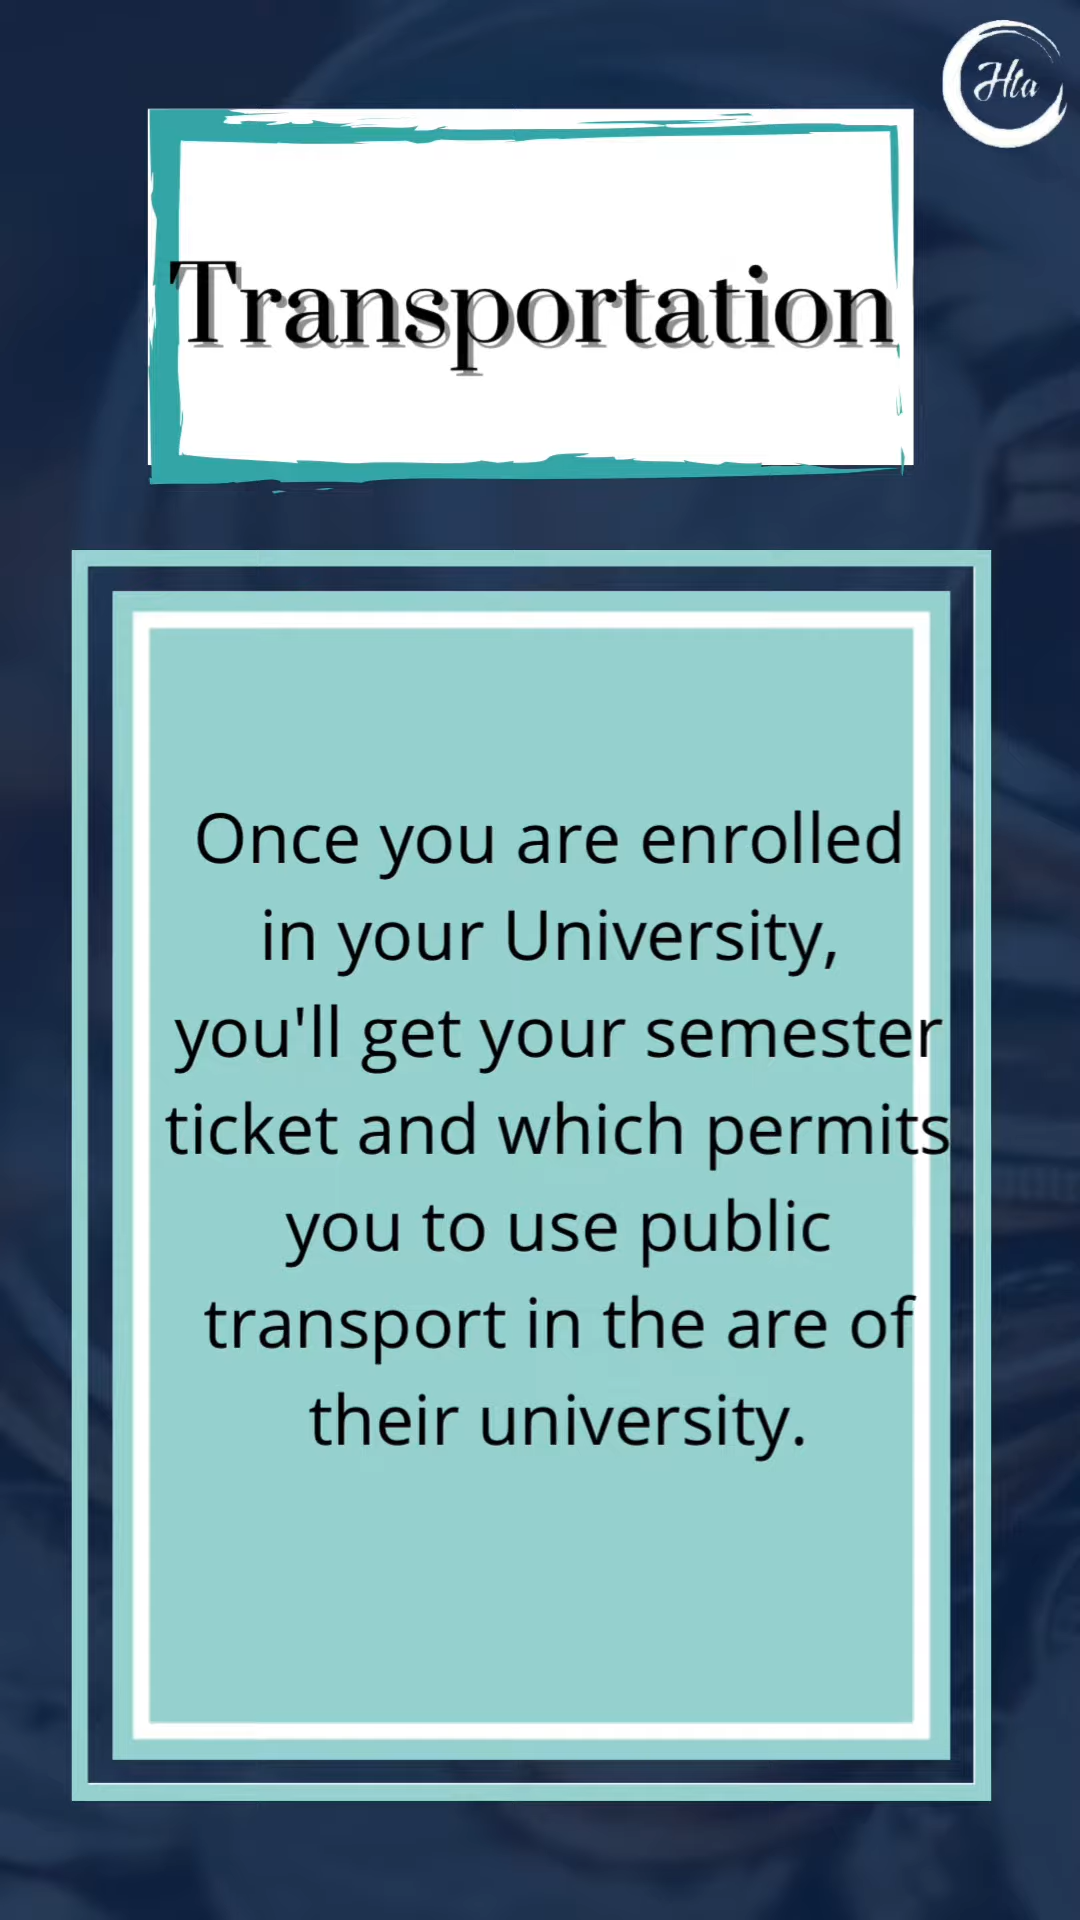 Hta
Transportation
Once you are enrolled
in your University,
you'll get your semester
ticket and which permits
you to use public
transport in the are of
their university.